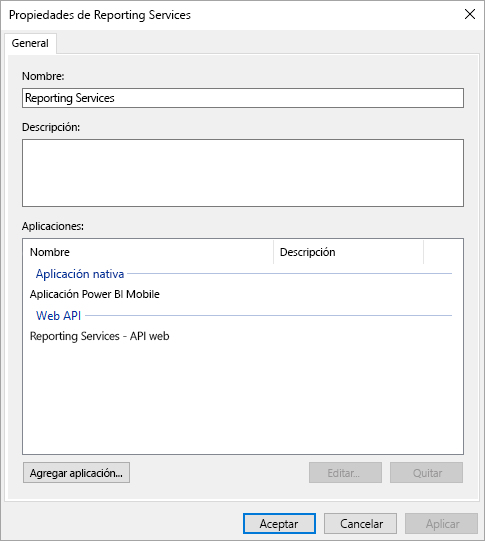 Propiedades de Reporting Services
General
Nombre:
Reporting Services
Descripción:
Aplicaciones:
Nombre Descripción
Aplicación nativa
Aplicación Power BI Mobile
Web API
Reporting Services - API web
Agregar aplicación... Editar... Quitar
Aceptar Cancelar Aplicar